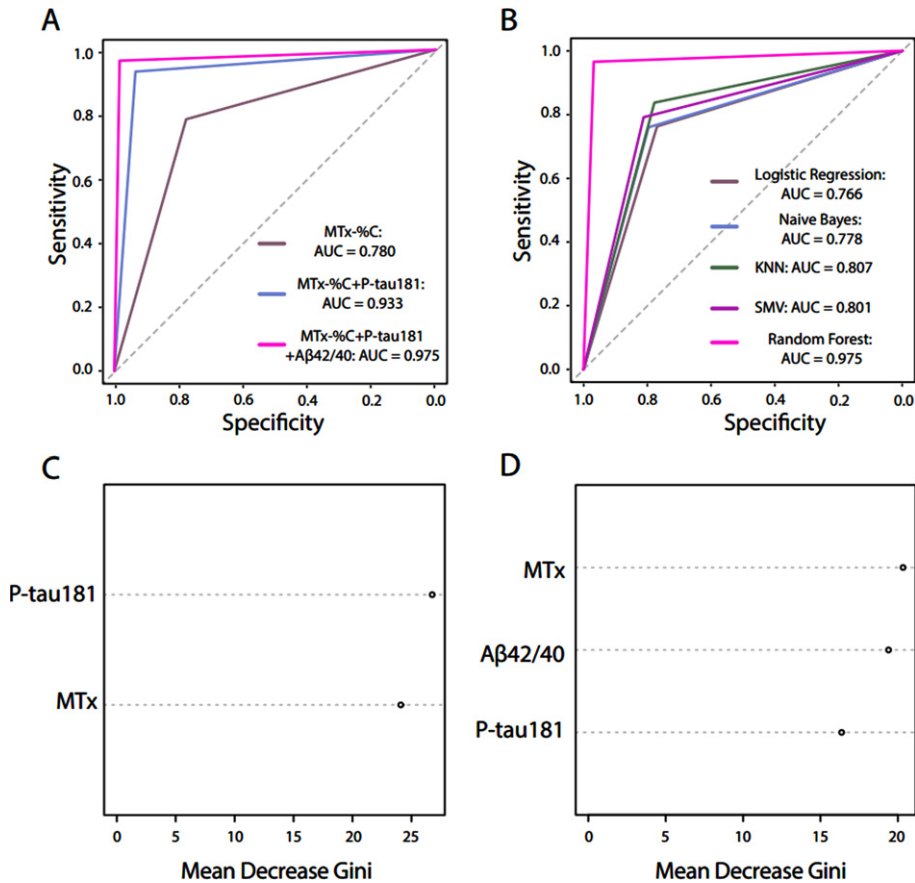 A
1.0
0.8
0.6
0.4
0.2
0.0
Sensitivity
MTx-%C:
AUC = 0.780
MTx-%C+P-tau181:
AUC = 0.933
MTx-%C+P-tau181
+Aβ42/40: AUC = 0.975
1.0 0.8 0.6 0.4 0.2 0.0
Specificity
B
1.0
0.8
0.6
0.4
0.2
0.0
Sensitivity
Logistic Regression:
AUC = 0.766
Naive Bayes:
AUC = 0.778
KNN: AUC = 0.807
SMV: AUC = 0.801
Random Forest:
AUC = 0.975
1.0 0.8 0.6 0.4 0.2 0.0
Specificity
C
P-tau181
MTx
0 5 10 15 20 25
Mean Decrease Gini
D
MTx
Aβ42/40
P-tau181
0 5 10 15 20
Mean Decrease Gini